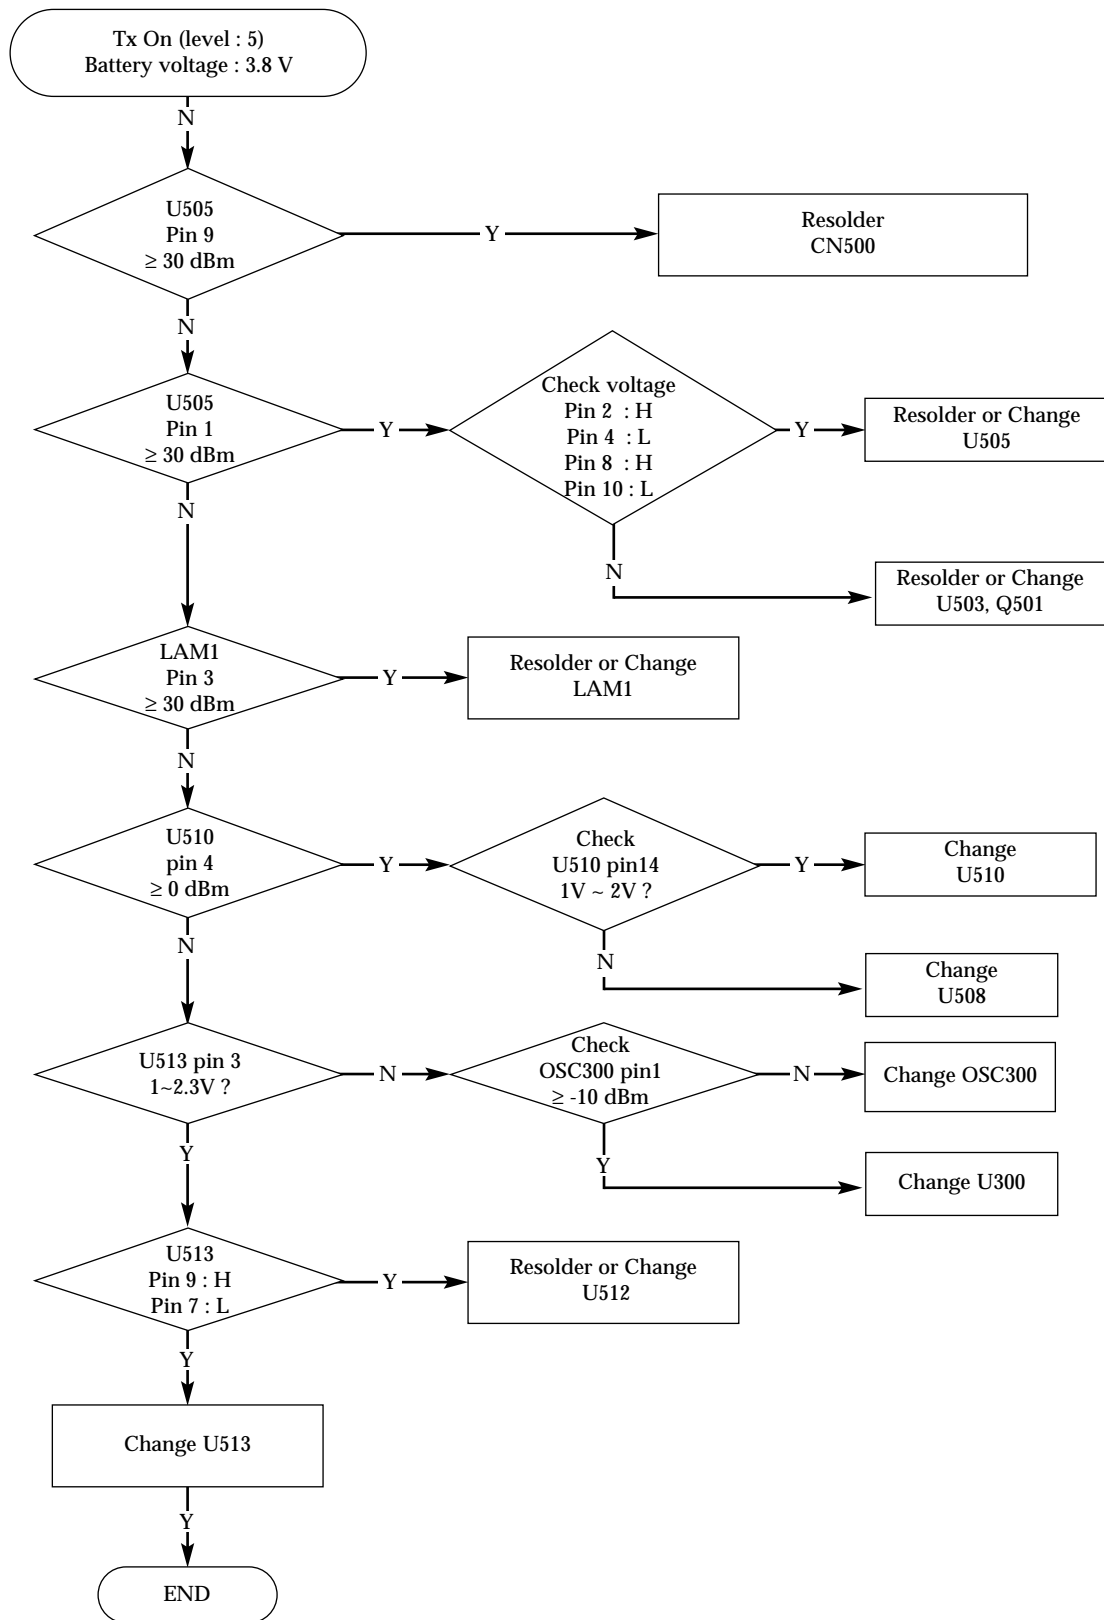 Tx On (level : 5)
Battery voltage : 3.8 V
N
U505
Pin 9
≥ 30 dBm
Y
Resolder
CN500
N
U505
Pin 1
≥ 30 dBm
Y
Check voltage
Pin 2 : H
Pin 4 : L
Pin 8 : H
Pin 10 : L
Y
Resolder or Change
U505
N
N
Resolder or Change
U503, Q501
LAM1
Pin 3
≥ 30 dBm
Y
Resolder or Change
LAM1
N
U510
pin 4
≥ 0 dBm
Y
Check
U510 pin14
1V ~ 2V ?
Y
Change
U510
N
N
Change
U508
U513 pin 3
1~2.3V ?
N
Check
OSC300 pin1
≥ -10 dBm
N
Change OSC300
Y
Y
Change U300
U513
Pin 9 : H
Pin 7 : L
Y
Resolder or Change
U512
Y
Change U513
Y
END